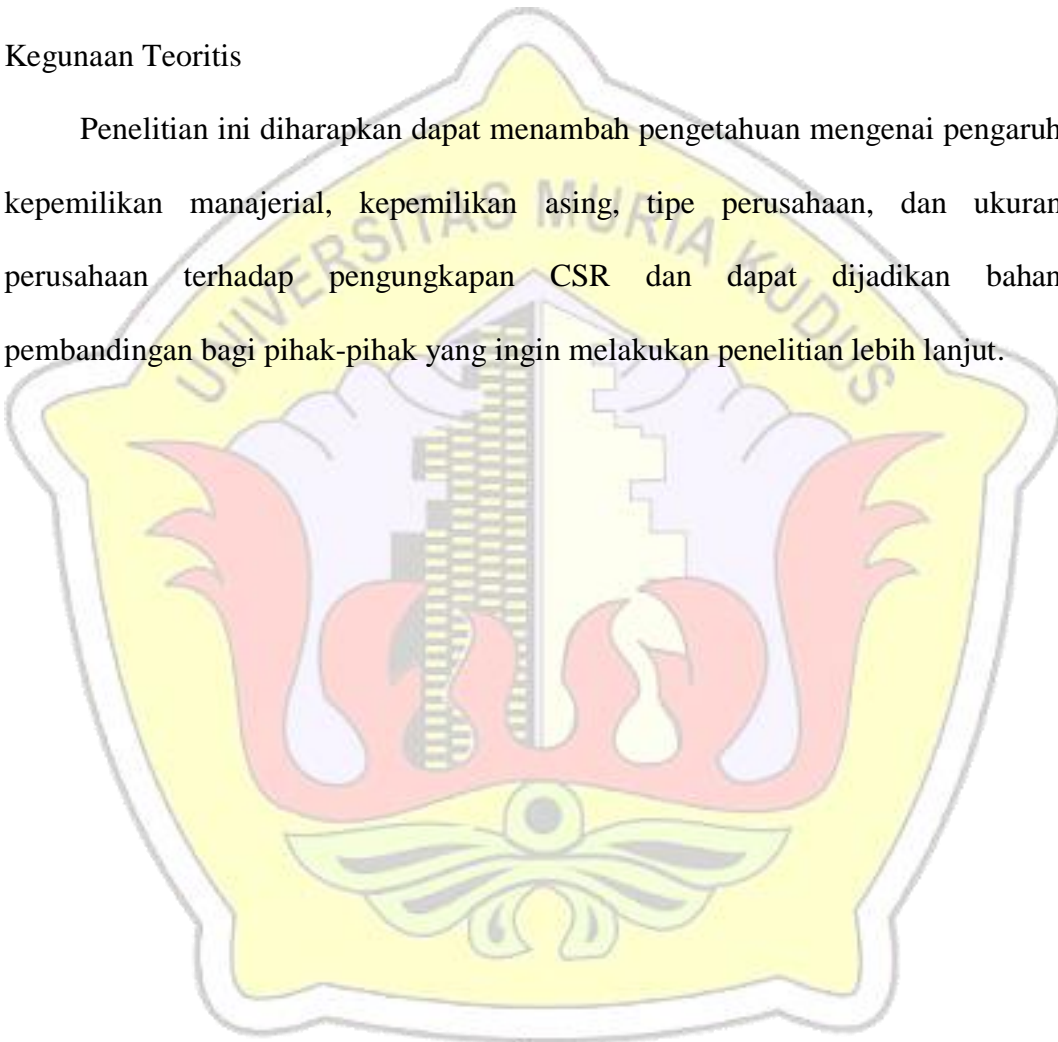 Kegunaan Teoritis
Penelitian ini diharapkan dapat menambah pengetahuan mengenai pengaruh
kepemilikan manajerial, kepemilikan asing, tipe perusahaan, dan ukuran
perusahaan terhadap pengungkapan CSR dan dapat dijadikan bahan
pembandingan bagi pihak-pihak yang ingin melakukan penelitian lebih lanjut.
UNIVERSITAS MURIA KUDUS